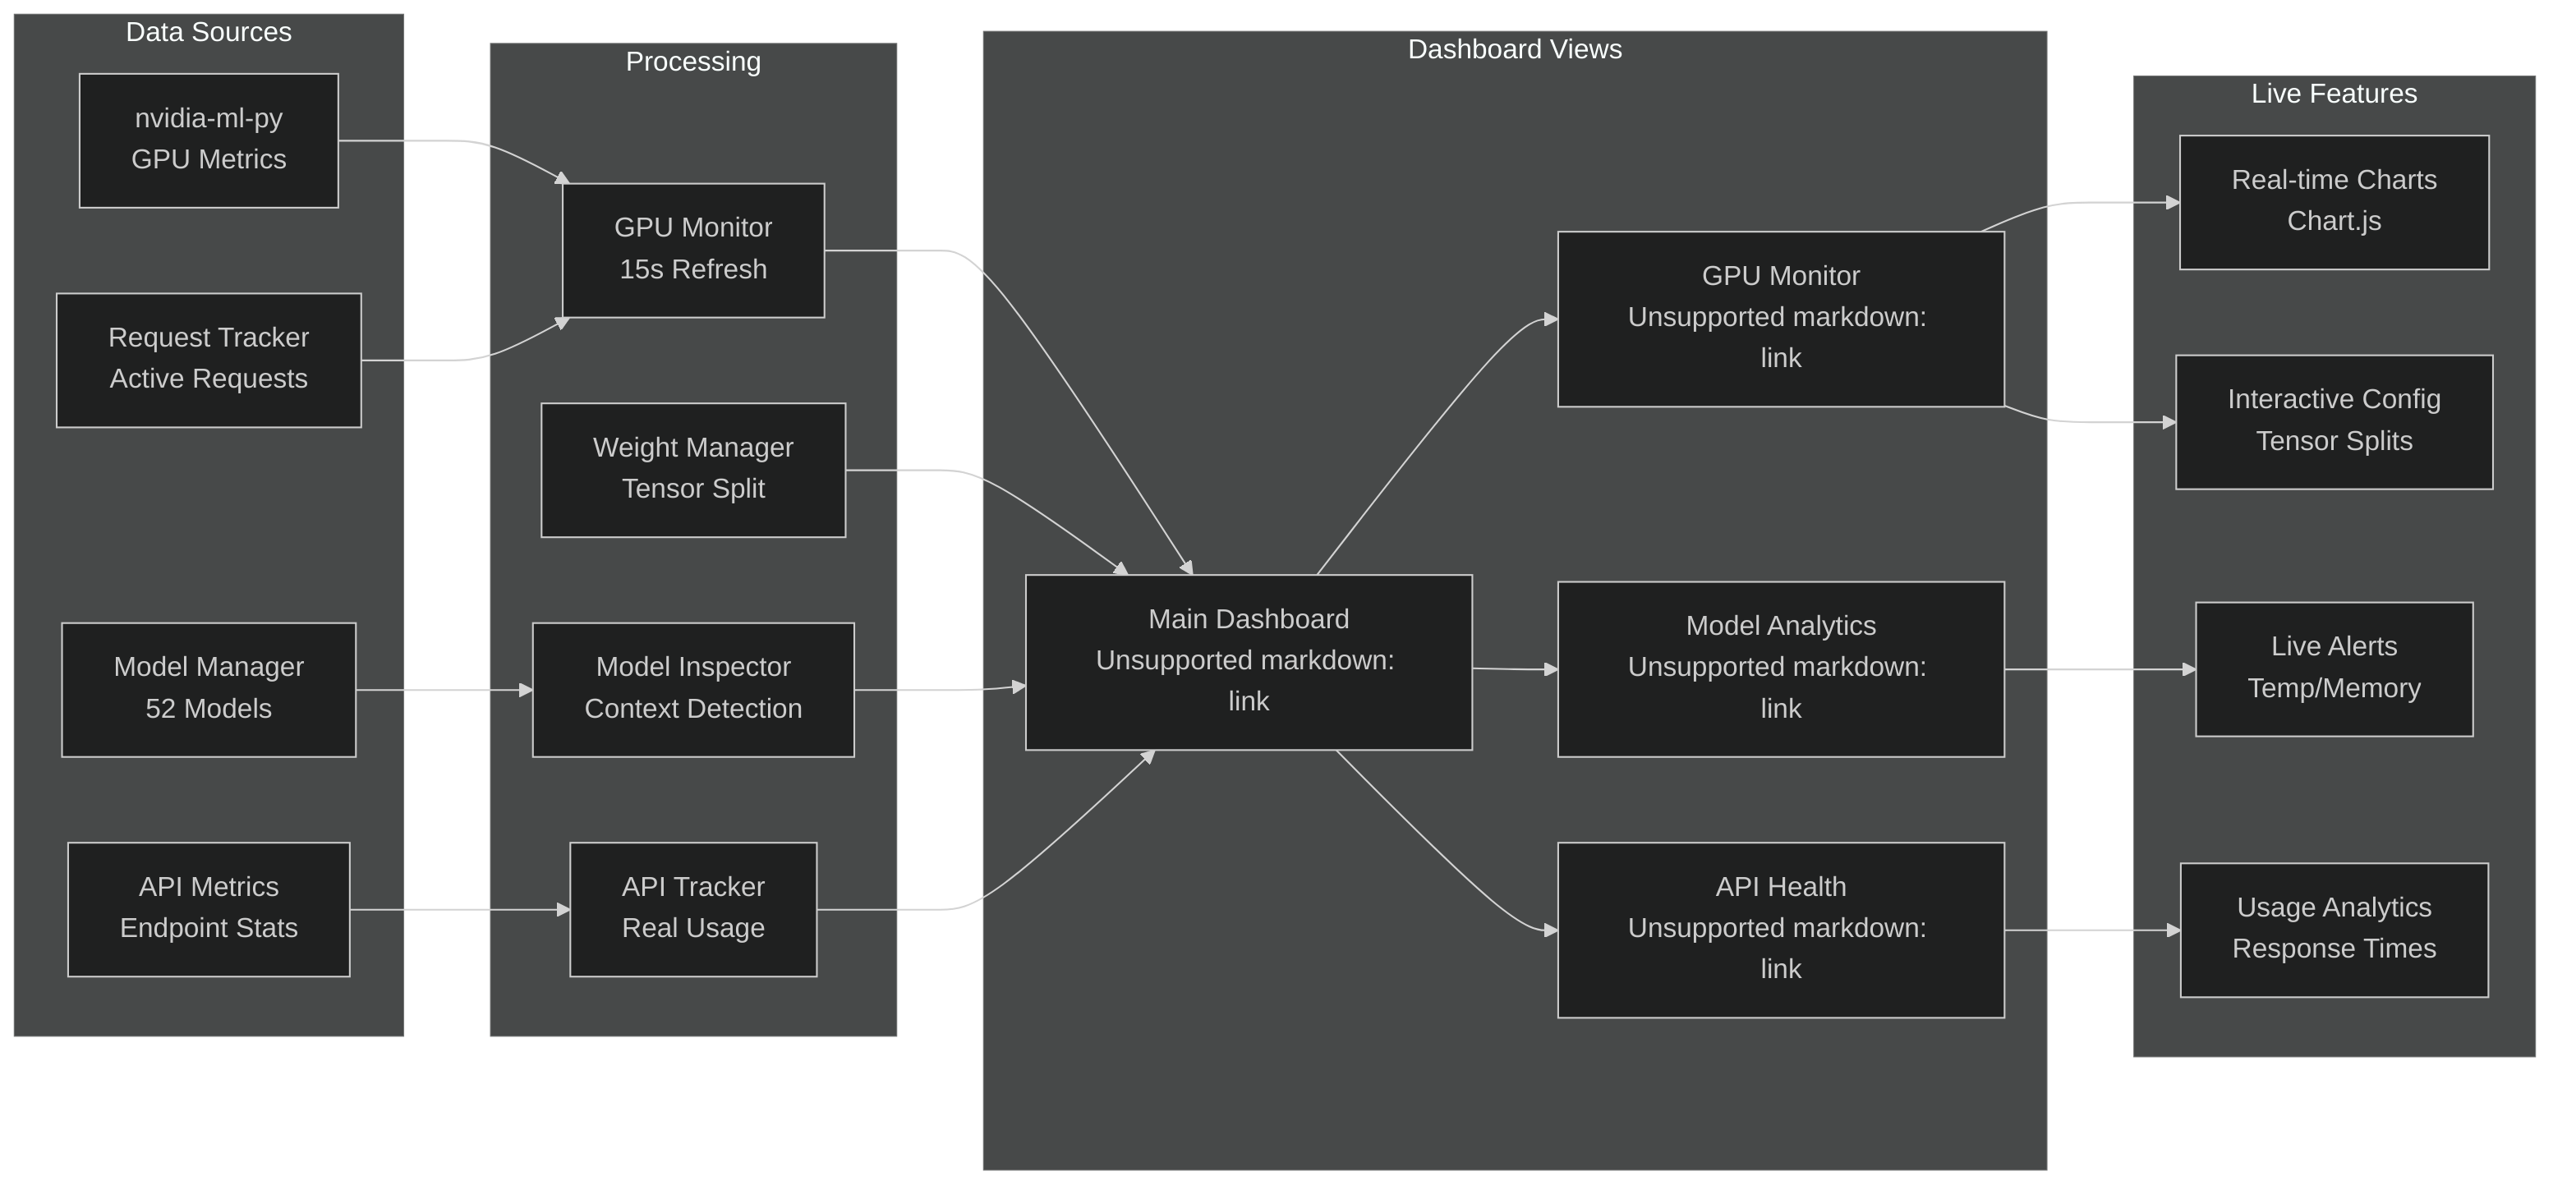 Data Sources
nvidia-ml-py
GPU Metrics
Request Tracker
Active Requests
Model Manager
52 Models
API Metrics
Endpoint Stats
Processing
GPU Monitor
15s Refresh
Weight Manager
Tensor Split
Model Inspector
Context Detection
API Tracker
Real Usage
Dashboard Views
Main Dashboard
Unsupported markdown:
link
GPU Monitor
Unsupported markdown:
link
Model Analytics
Unsupported markdown:
link
API Health
Unsupported markdown:
link
Live Features
Real-time Charts
Chart.js
Interactive Config
Tensor Splits
Live Alerts
Temp/Memory
Usage Analytics
Response Times